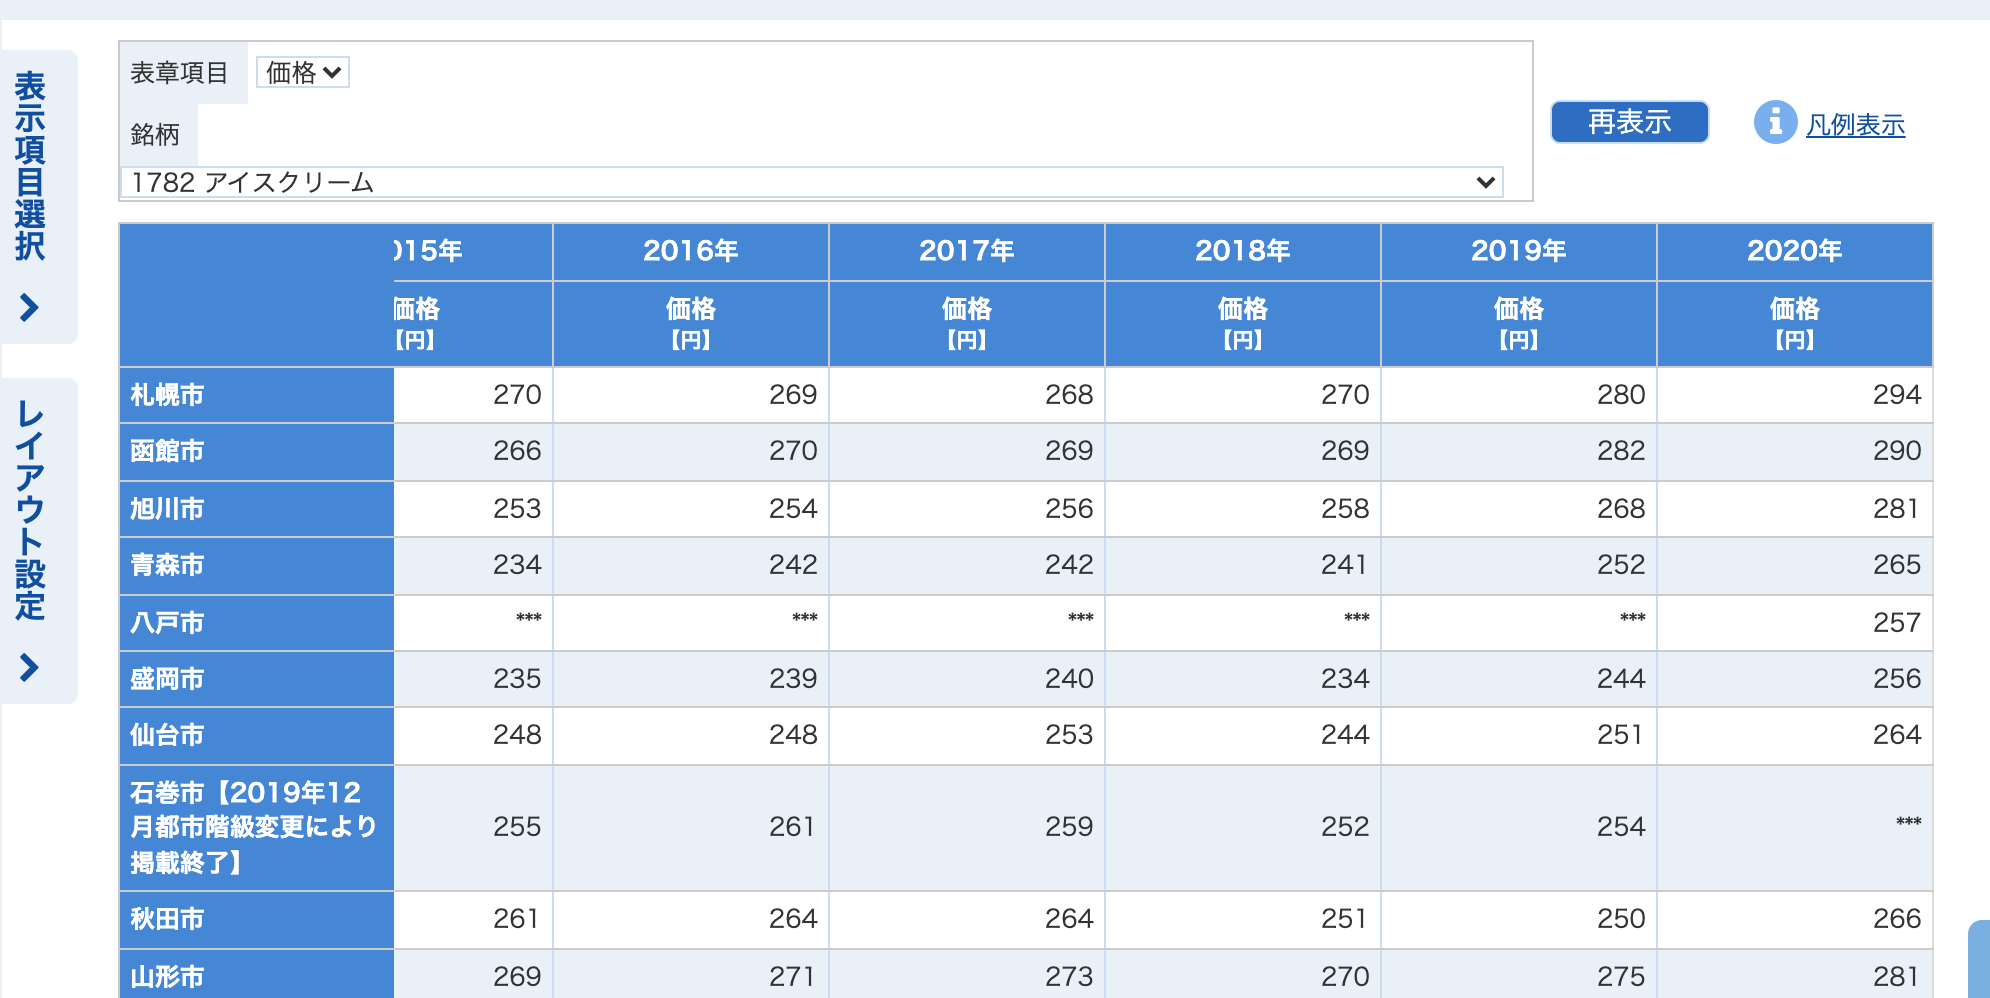 表示項目選択
レイアウト設定
表章項目 価格
銘柄
1782 アイスクリーム
再表示
凡例表示
015年 2016年 2017年 2018年 2019年 2020年
価格 価格 価格 価格 価格 価格
【円】 【円】 【円】 【円】 【円】 【円】
札幌市 270 269 268 270 280 294
函館市 266 270 269 269 282 290
旭川市 253 254 256 258 268 281
青森市 234 242 242 241 252 265
八戸市 *** *** *** *** *** 257
盛岡市 235 239 240 234 244 256
仙台市 248 248 253 244 251 264
石巻市【2019年12
月都市階級変更により
掲載終了】 255 261 259 252 254 ***
秋田市 261 264 264 251 250 266
山形市 269 271 273 270 275 281